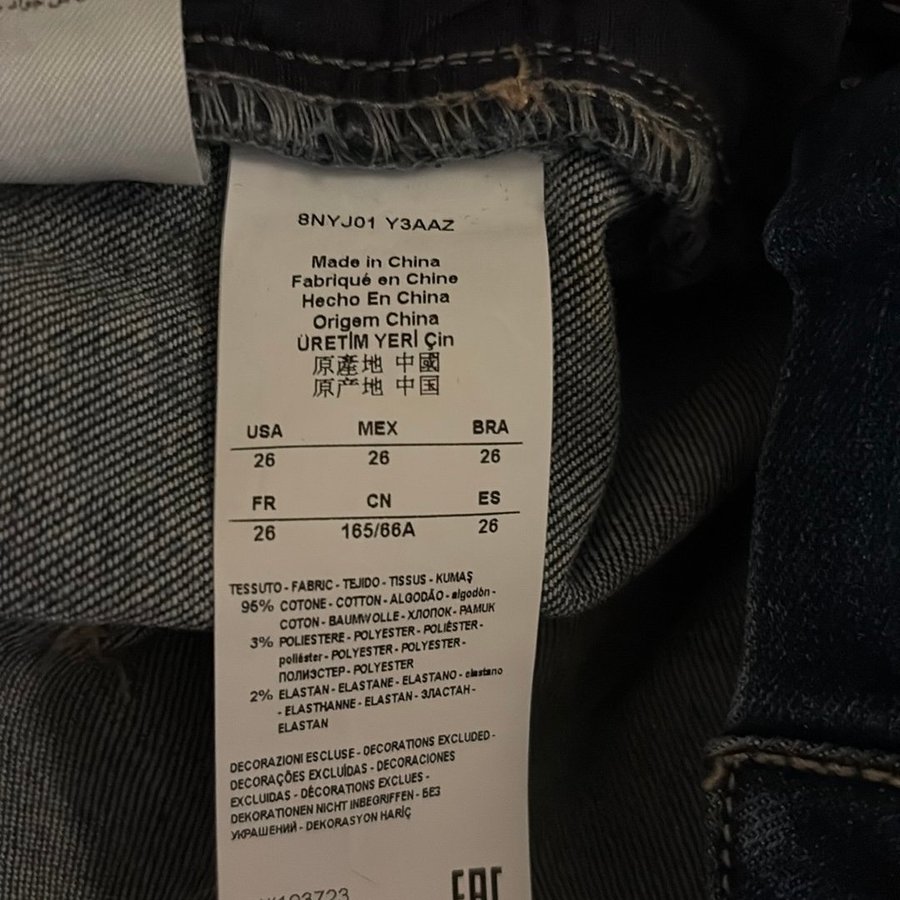 8NYJ01 Y3AAZ
Made in China
Fabriqué en Chine
Hecho En China
Origem China
ÜRETİM YERİ Çin
原產地 中國
原产地 中国
USA MEX BRA
26 26 26
FR CN ES
26 165/66A 26
TESSUTO - FABRIC - TEJIDO - TISSUS - KUMAŞ
95% COTONE - COTTON - ALGODÃO - algodón -
COTON - BAUMWOLLE - ХЛОПОК - PAMUK
3% POLIESTERE - POLYESTER - POLIÉSTER -
poliéster - POLYESTER - POLYESTER -
ПОЛИЭСТЕР - POLYESTER
2% ELASTAN - ELASTANE - ELASTANO - elastano
- ELASTHANNE - ELASTAN - ЭЛАСТАН -
ELASTAN
DECORAZIONI ESCLUSE - DECORATIONS EXCLUDED -
DECORAÇÕES EXCLUÍDAS - DECORACIONES
EXCLUIDAS - DÉCORATIONS EXCLUES -
DEKORATIONEN NICHT INBEGRIFFEN - БЕЗ
УКРАШЕНИЙ - DEKORASYON HARİÇ
EAC